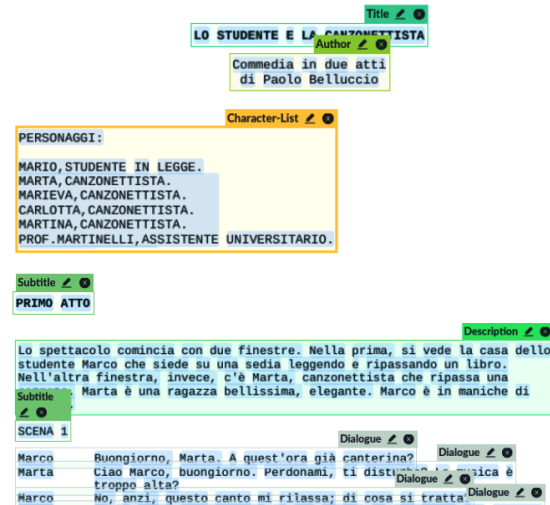 Title
LO STUDENTE E LA CANZONETTISTA
Author
Commedia in due atti
di Paolo Belluccio
Character-List
PERSONAGGI:
MARIO,STUDENTE IN LEGGE.
MARTA,CANZONETTISTA.
MARIEVA,CANZONETTISTA.
CARLOTTA,CANZONETTISTA.
MARTINA,CANZONETTISTA.
PROF.MARTINELLI,ASSISTENTE UNIVERSITARIO.
Subtitle
PRIMO ATTO
Description
Lo spettacolo comincia con due finestre. Nella prima, si vede la casa dello
studente Marco che siede su una sedia leggendo e ripassando un libro.
Nell'altra finestra, invece, c'è Marta, canzonettista che ripassa una
Marta è una ragazza bellissima, elegante. Marco è in maniche di
Subtitle
SCENA 1
Dialogue
Marco Buongiorno, Marta. A quest'ora già canterina?
Dialogue
Marta Ciao Marco, buongiorno. Perdonami, ti disturbo? La musica è
troppo alta?
Dialogue
Marco No, anzi, questo canto mi rilassa; di cosa si tratta
Dialogue